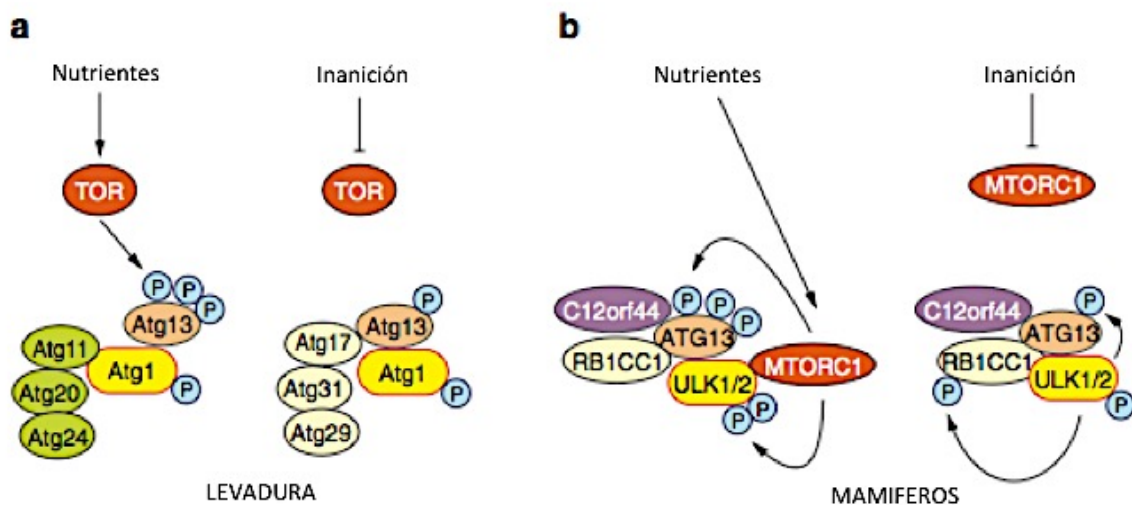 a
Nutrientes
Inanición
TOR
TOR
P
P
P
Atg13
Atg11
Atg1
P
Atg20
Atg24
P
Atg13
Atg17
Atg1
P
Atg31
Atg29
LEVADURA
b
Nutrientes
Inanición
MTORC1
C12orf44
P
P
P
ATG13
RB1CC1
MTORC1
ULK1/2
P
P
C12orf44
P
ATG13
RB1CC1
ULK1/2
P
P
MAMIFEROS